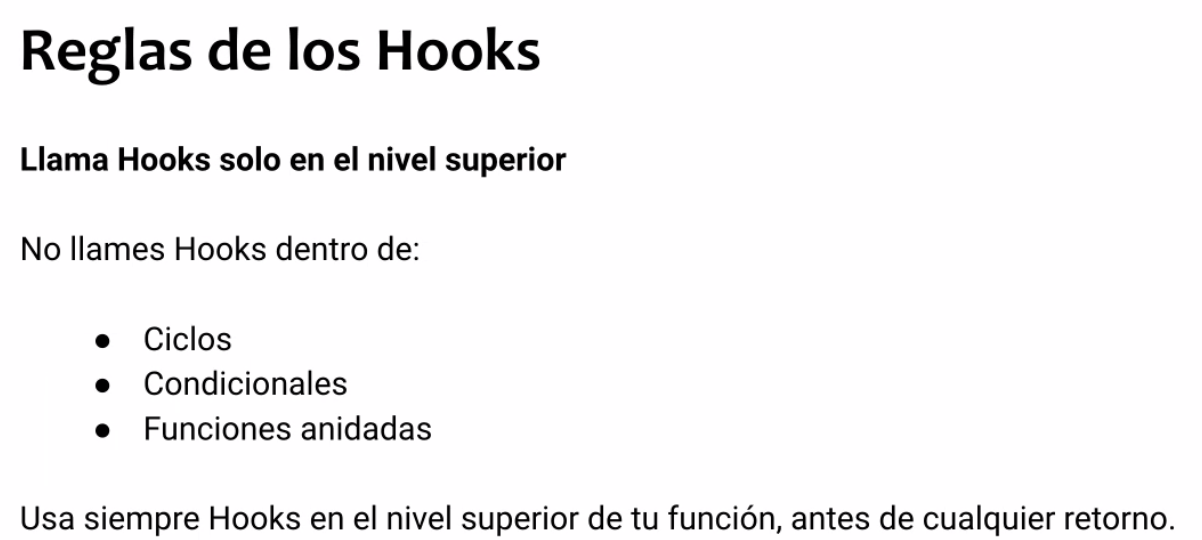 Reglas de los Hooks
Llama Hooks solo en el nivel superior
No llames Hooks dentro de:
● Ciclos
● Condicionales
● Funciones anidadas
Usa siempre Hooks en el nivel superior de tu función, antes de cualquier retorno.